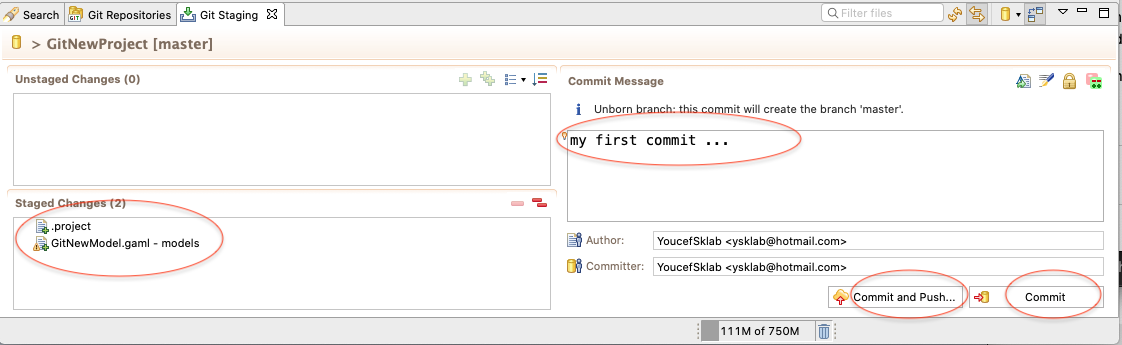 Search
Git Repositories
Git Staging
Filter files
> GitNewProject [master]
Unstaged Changes (0)
Commit Message
Unborn branch: this commit will create the branch 'master'.
my first commit ...
Staged Changes (2)
.project
GitNewModel.gaml - models
Author:
YoucefSklab <ysklab@hotmail.com>
Committer:
YoucefSklab <ysklab@hotmail.com>
Commit and Push...
Commit
111M of 750M